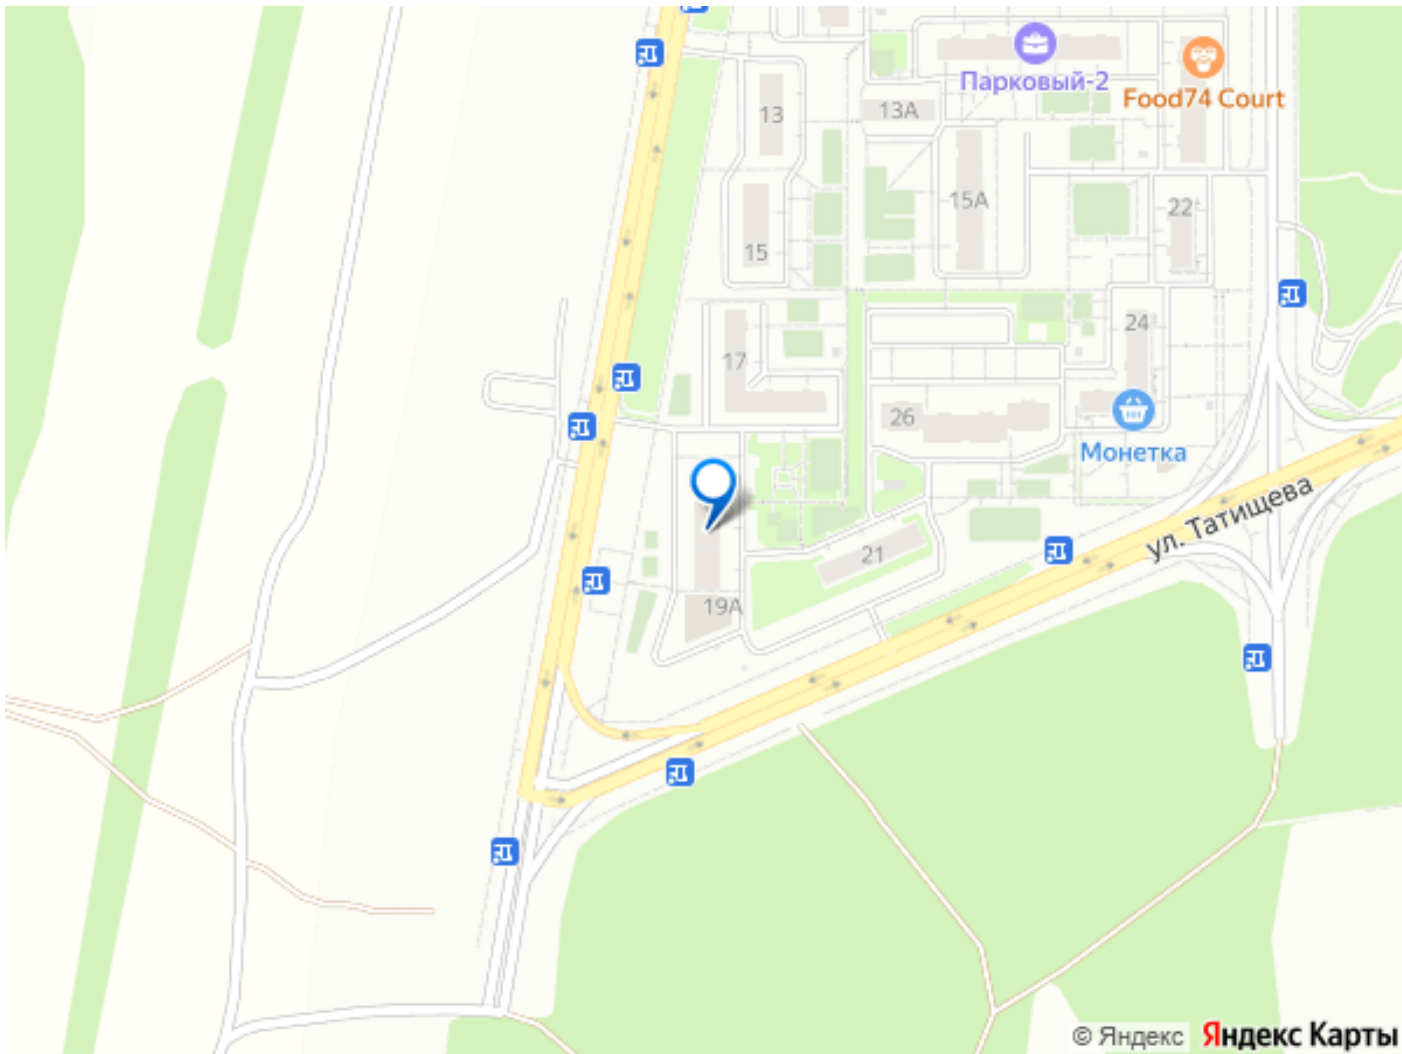 Парковый-2
Food74 Court
13
13А
15А
22
15
24
17
26
Монетка
ул. Татищева
21
19А
© Яндекс Яндекс Карты